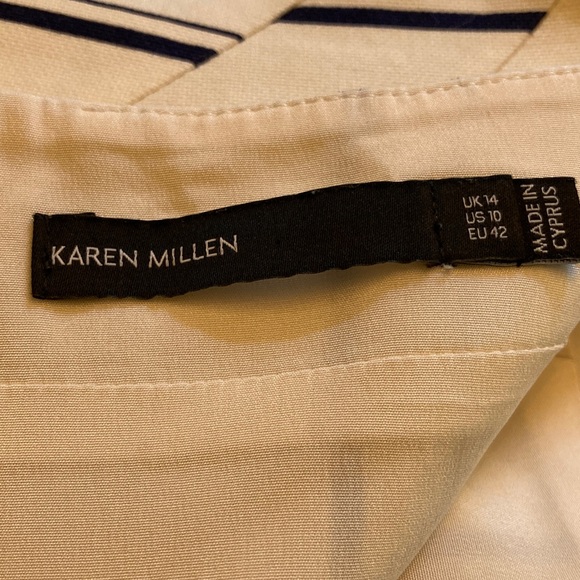 KAREN MILLEN
UK 14
US 10
EU 42
MADE IN
CYPRUS